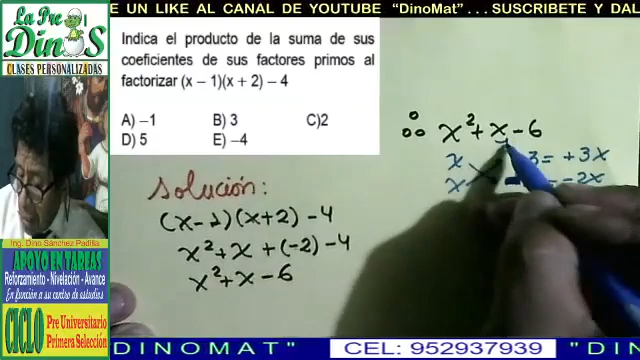 E UN LIKE AL CANAL DE YOUTUBE "DinoMat"... SUSCRIBETE Y DAL
La Pre
DinoS
CLASES PERSONALIZADAS
Indica el producto de la suma de sus
coeficientes de sus factores primos al
factorizar (x – 1)(x + 2) – 4
A) –1 B) 3 C)2
D) 5 E) –4
x² + x - 6
x 3 = +3x
x - = -2x
Solución:
(x-1)(x+2) -4
x² + x + (-2) -4
x² + x - 6
Ing. Dino Sánchez Padilla
APOYO EN TAREAS
Reforzamiento - Nivelación - Avance
En función a su centro de estudios
CICLO Pre Universitario
Primera Selección
DINOMAT" CEL: 952937939 "DIN